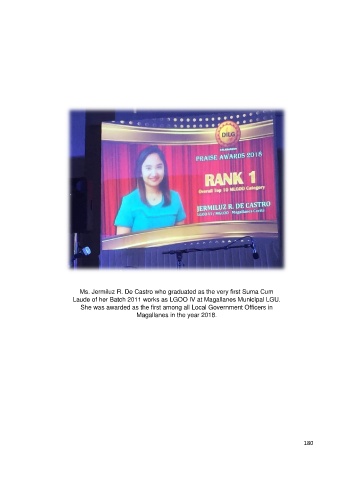 DILG
PRAISE AWARDS 2018
RANK 1
Overall Top 10 MLGOO Category
JERMILUZ R. DE CASTRO
Magallanes Cavite
Ms. Jermiluz R. De Castro who graduated as the very first Suma Cum
Laude of her Batch 2011 works as LGOO IV at Magallanes Municipal LGU.
She was awarded as the first among all Local Government Officers in
Magallanes in the year 2018.
180